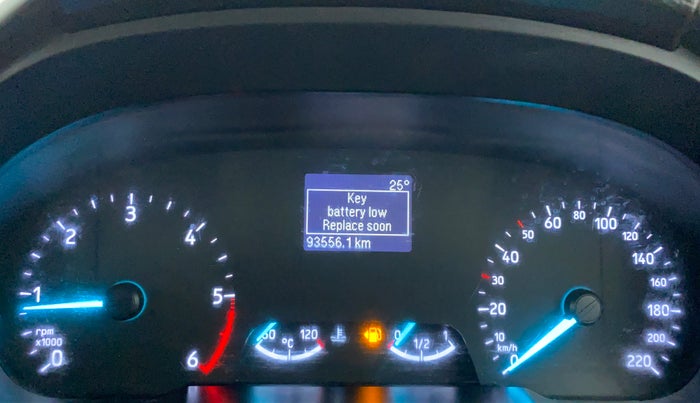 25°
Key
battery low
Replace soon
93556.1 km
0 1 2 3 4 5 6
rpm
x1000
60 120
°C
0 1/2 1
0 10 20 30 40 50 60 80 100 120 140 160 180 200 220
km/h